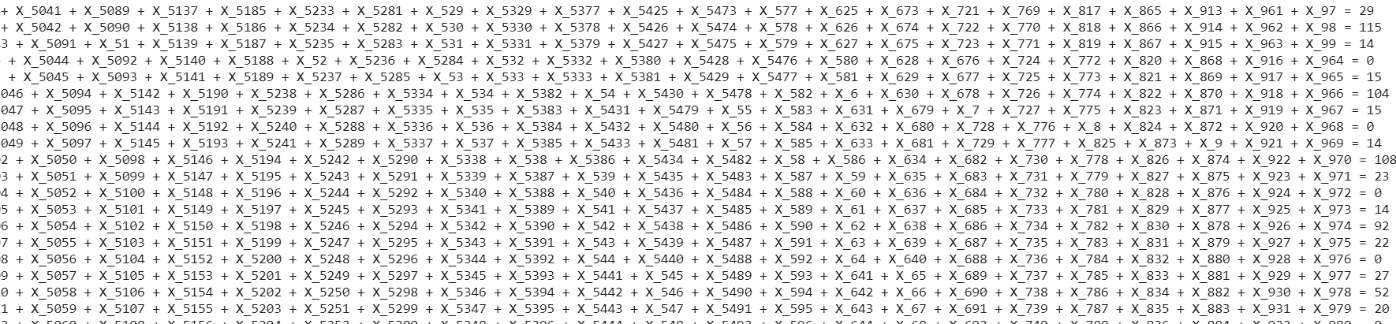 + X_5041 + X_5089 + X_5137 + X_5185 + X_5233 + X_5281 + X_529 + X_5329 + X_5377 + X_5425 + X_5473 + X_577 + X_625 + X_673 + X_721 + X_769 + X_817 + X_865 + X_913 + X_961 + X_97 = 29
+ X_5042 + X_5090 + X_5138 + X_5186 + X_5234 + X_5282 + X_530 + X_5330 + X_5378 + X_5426 + X_5474 + X_578 + X_626 + X_674 + X_722 + X_770 + X_818 + X_866 + X_914 + X_962 + X_98 = 115
3 + X_5091 + X_51 + X_5139 + X_5187 + X_5235 + X_5283 + X_531 + X_5331 + X_5379 + X_5427 + X_5475 + X_579 + X_627 + X_675 + X_723 + X_771 + X_819 + X_867 + X_915 + X_963 + X_99 = 14
+ X_5044 + X_5092 + X_5140 + X_5188 + X_52 + X_5236 + X_5284 + X_532 + X_5332 + X_5380 + X_5428 + X_5476 + X_580 + X_628 + X_676 + X_724 + X_772 + X_820 + X_868 + X_916 + X_964 = 0
+ X_5045 + X_5093 + X_5141 + X_5189 + X_5237 + X_5285 + X_53 + X_533 + X_5333 + X_5381 + X_5429 + X_5477 + X_581 + X_629 + X_677 + X_725 + X_773 + X_821 + X_869 + X_917 + X_965 = 15
046 + X_5094 + X_5142 + X_5190 + X_5238 + X_5286 + X_5334 + X_534 + X_5382 + X_54 + X_5430 + X_5478 + X_582 + X_6 + X_630 + X_678 + X_726 + X_774 + X_822 + X_870 + X_918 + X_966 = 104
047 + X_5095 + X_5143 + X_5191 + X_5239 + X_5287 + X_5335 + X_535 + X_5383 + X_5431 + X_5479 + X_55 + X_583 + X_631 + X_679 + X_7 + X_727 + X_775 + X_823 + X_871 + X_919 + X_967 = 15
048 + X_5096 + X_5144 + X_5192 + X_5240 + X_5288 + X_5336 + X_536 + X_5384 + X_5432 + X_5480 + X_56 + X_584 + X_632 + X_680 + X_728 + X_776 + X_8 + X_824 + X_872 + X_920 + X_968 = 0
049 + X_5097 + X_5145 + X_5193 + X_5241 + X_5289 + X_5337 + X_537 + X_5385 + X_5433 + X_5481 + X_57 + X_585 + X_633 + X_681 + X_729 + X_777 + X_825 + X_873 + X_9 + X_921 + X_969 = 14
02 + X_5050 + X_5098 + X_5146 + X_5194 + X_5242 + X_5290 + X_5338 + X_538 + X_5386 + X_5434 + X_5482 + X_58 + X_586 + X_634 + X_682 + X_730 + X_778 + X_826 + X_874 + X_922 + X_970 = 108
3 + X_5051 + X_5099 + X_5147 + X_5195 + X_5243 + X_5291 + X_5339 + X_5387 + X_539 + X_5435 + X_5483 + X_587 + X_59 + X_635 + X_683 + X_731 + X_779 + X_827 + X_875 + X_923 + X_971 = 23
4 + X_5052 + X_5100 + X_5148 + X_5196 + X_5244 + X_5292 + X_5340 + X_5388 + X_540 + X_5436 + X_5484 + X_588 + X_60 + X_636 + X_684 + X_732 + X_780 + X_828 + X_876 + X_924 + X_972 = 0
5 + X_5053 + X_5101 + X_5149 + X_5197 + X_5245 + X_5293 + X_5341 + X_5389 + X_541 + X_5437 + X_5485 + X_589 + X_61 + X_637 + X_685 + X_733 + X_781 + X_829 + X_877 + X_925 + X_973 = 14
6 + X_5054 + X_5102 + X_5150 + X_5198 + X_5246 + X_5294 + X_5342 + X_5390 + X_542 + X_5438 + X_5486 + X_590 + X_62 + X_638 + X_686 + X_734 + X_782 + X_830 + X_878 + X_926 + X_974 = 92
7 + X_5055 + X_5103 + X_5151 + X_5199 + X_5247 + X_5295 + X_5343 + X_5391 + X_543 + X_5439 + X_5487 + X_591 + X_63 + X_639 + X_687 + X_735 + X_783 + X_831 + X_879 + X_927 + X_975 = 22
8 + X_5056 + X_5104 + X_5152 + X_5200 + X_5248 + X_5296 + X_5344 + X_5392 + X_544 + X_5440 + X_5488 + X_592 + X_64 + X_640 + X_688 + X_736 + X_784 + X_832 + X_880 + X_928 + X_976 = 0
9 + X_5057 + X_5105 + X_5153 + X_5201 + X_5249 + X_5297 + X_5345 + X_5393 + X_5441 + X_545 + X_5489 + X_593 + X_641 + X_65 + X_689 + X_737 + X_785 + X_833 + X_881 + X_929 + X_977 = 27
0 + X_5058 + X_5106 + X_5154 + X_5202 + X_5250 + X_5298 + X_5346 + X_5394 + X_5442 + X_546 + X_5490 + X_594 + X_642 + X_66 + X_690 + X_738 + X_786 + X_834 + X_882 + X_930 + X_978 = 52
1 + X_5059 + X_5107 + X_5155 + X_5203 + X_5251 + X_5299 + X_5347 + X_5395 + X_5443 + X_547 + X_5491 + X_595 + X_643 + X_67 + X_691 + X_739 + X_787 + X_835 + X_883 + X_931 + X_979 = 20